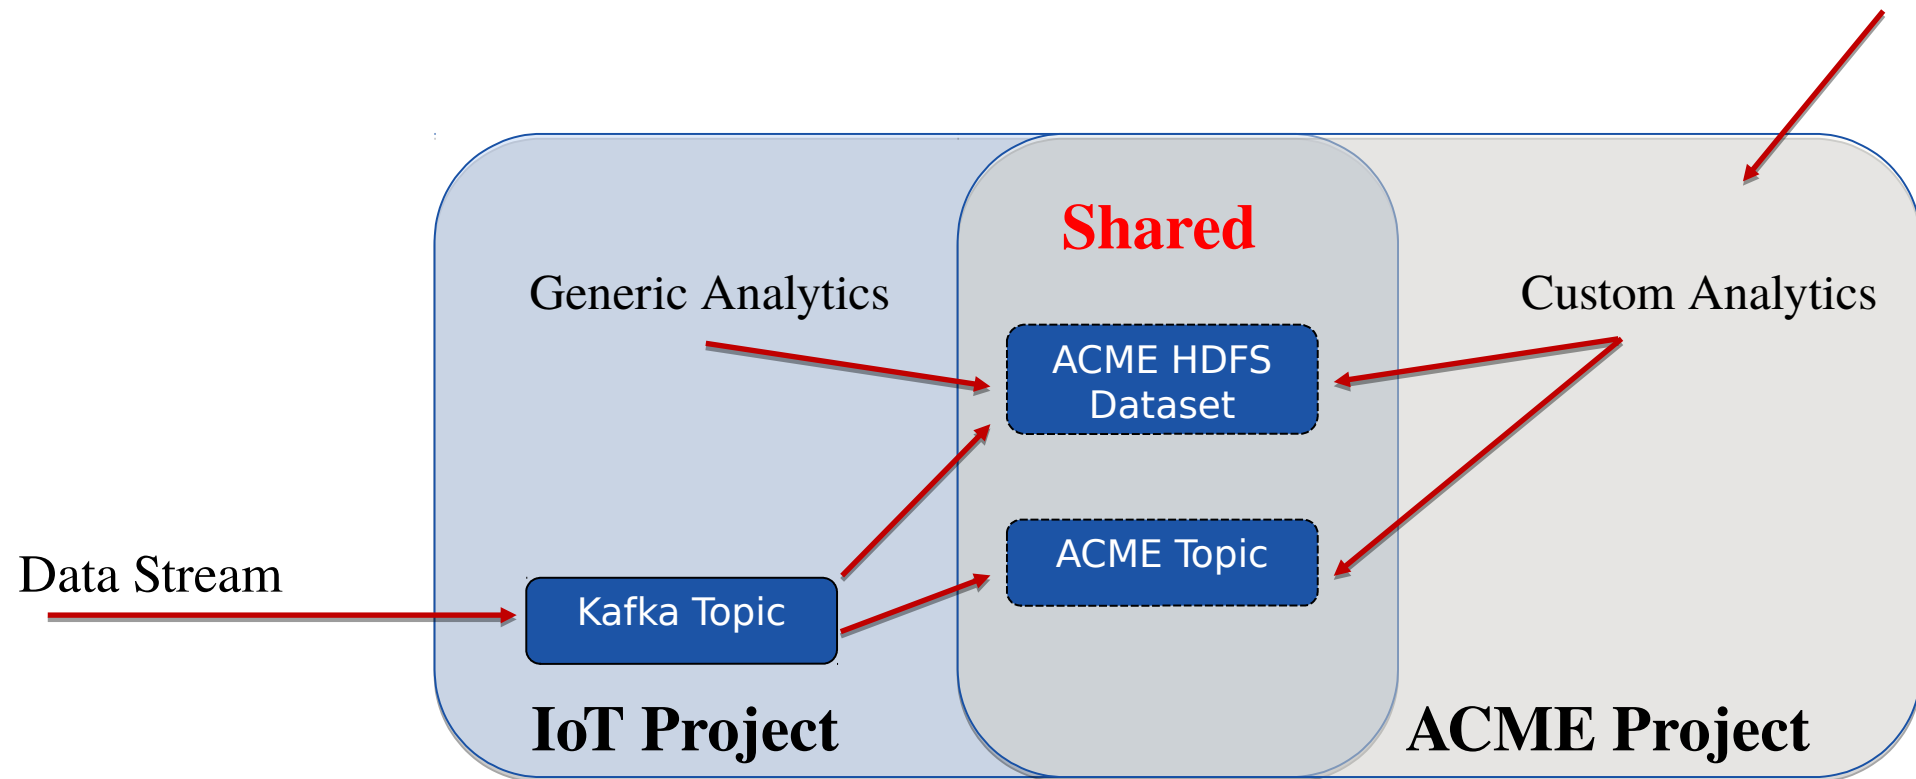 Shared
Generic Analytics
Custom Analytics
ACME HDFS
Dataset
ACME Topic
Data Stream
Kafka Topic
IoT Project
ACME Project